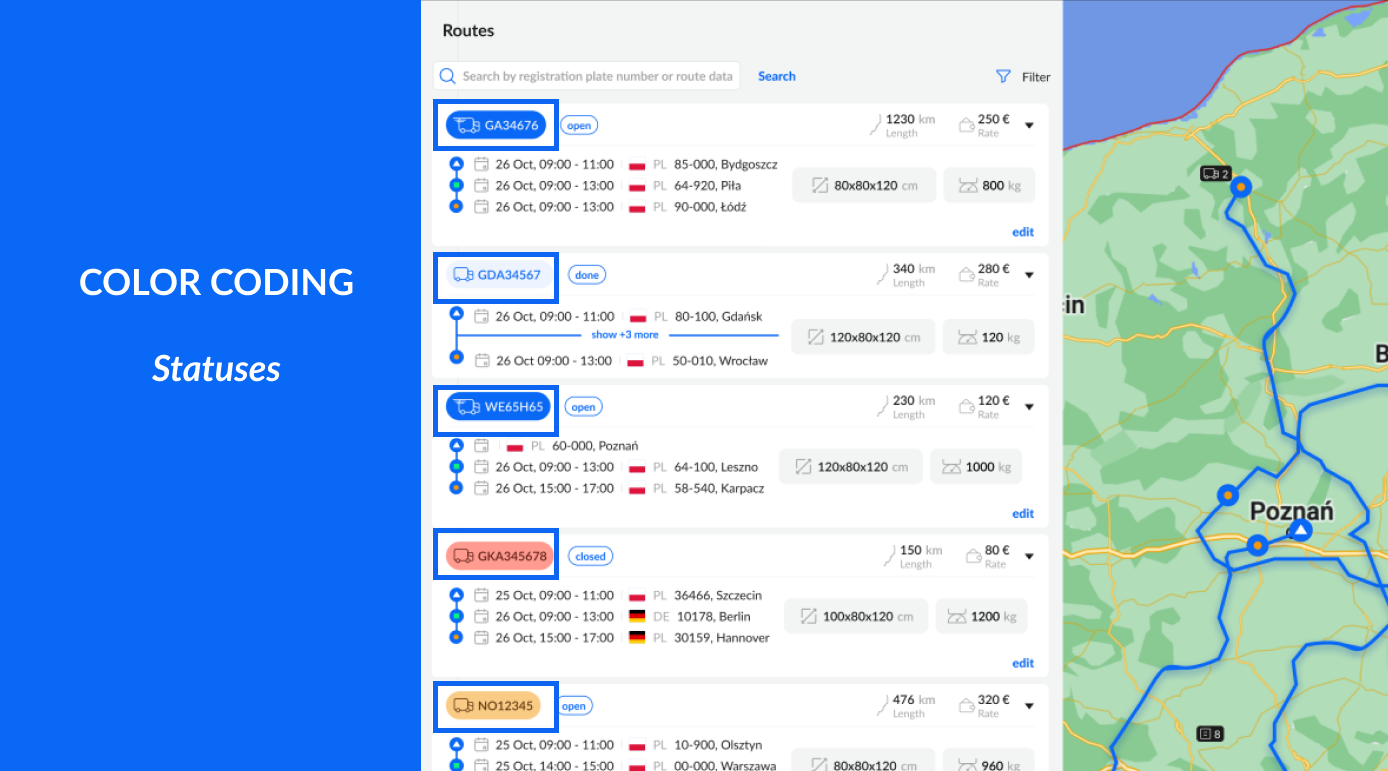 COLOR CODING
Statuses
Routes
Search by registration plate number or route data
Search
Filter
GA34676
open
1230 km
Length
250 €
Rate
26 Oct, 09:00 - 11:00 PL 85-000, Bydgoszcz
26 Oct, 09:00 - 13:00 PL 64-920, Piła
26 Oct, 09:00 - 13:00 PL 90-000, Łódź
80x80x120 cm
800 kg
edit
GDA34567
done
340 km
Length
280 €
Rate
26 Oct, 09:00 - 11:00 PL 80-100, Gdańsk
show +3 more
26 Oct 09:00 - 13:00 PL 50-010, Wrocław
120x80x120 cm
120 kg
WE65H65
open
230 km
Length
120 €
Rate
PL 60-000, Poznań
26 Oct, 09:00 - 13:00 PL 64-100, Leszno
26 Oct, 15:00 - 17:00 PL 58-540, Karpacz
120x80x120 cm
1000 kg
edit
GKA345678
closed
150 km
Length
80 €
Rate
25 Oct, 09:00 - 11:00 PL 36466, Szczecin
26 Oct, 09:00 - 13:00 DE 10178, Berlin
26 Oct, 15:00 - 17:00 PL 30159, Hannover
100x80x120 cm
1200 kg
edit
NO12345
open
476 km
Length
320 €
Rate
25 Oct, 09:00 - 11:00 PL 10-900, Olsztyn
25 Oct, 14:00 - 15:00 PL 00-000, Warszawa
80x80x120 cm
960 kg
2
in
B
Poznań
8